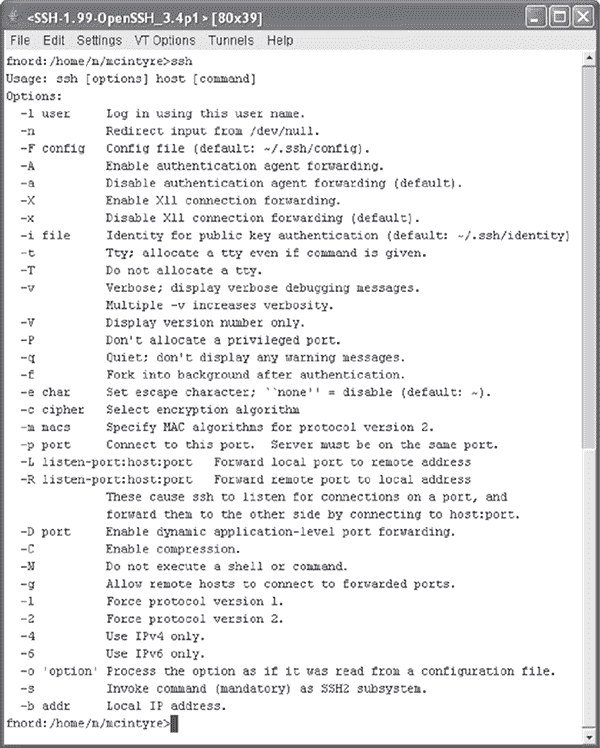 <SSH-1.99-OpenSSH_3.4p1> [80x39]
File Edit Settings VT Options Tunnels Help
fnord:/home/m/mcintyre>ssh
Usage: ssh [options] host [command]
Options:
-l user Log in using this user name.
-n Redirect input from /dev/null.
-F config Config file (default: ~/.ssh/config).
-A Enable authentication agent forwarding.
-a Disable authentication agent forwarding (default).
-X Enable X11 connection forwarding.
-x Disable X11 connection forwarding (default).
-i file Identity for public key authentication (default: ~/.ssh/identity)
-t Tty; allocate a tty even if command is given.
-T Do not allocate a tty.
-v Verbose; display verbose debugging messages.
Multiple -v increases verbosity.
-V Display version number only.
-P Don't allocate a privileged port.
-q Quiet; don't display any warning messages.
-f Fork into background after authentication.
-e char Set escape character; ``none'' = disable (default: ~).
-c cipher Select encryption algorithm
-m macs Specify MAC algorithms for protocol version 2.
-p port Connect to this port. Server must be on the same port.
-L listen-port:host:port Forward local port to remote address
-R listen-port:host:port Forward remote port to local address
These cause ssh to listen for connections on a port, and
forward them to the other side by connecting to host:port.
-D port Enable dynamic application-level port forwarding.
-C Enable compression.
-N Do not execute a shell or command.
-g Allow remote hosts to connect to forwarded ports.
-1 Force protocol version 1.
-2 Force protocol version 2.
-4 Use IPv4 only.
-6 Use IPv6 only.
-o 'option' Process the option as if it was read from a configuration file.
-s Invoke command (mandatory) as SSH2 subsystem.
-b addr Local IP address.
fnord:/home/m/mcintyre>